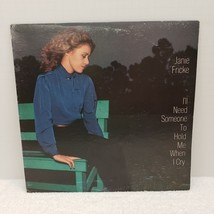 Janie
Fricke
I'll
Need
Someone
To
Hold
Me
When
I Cry